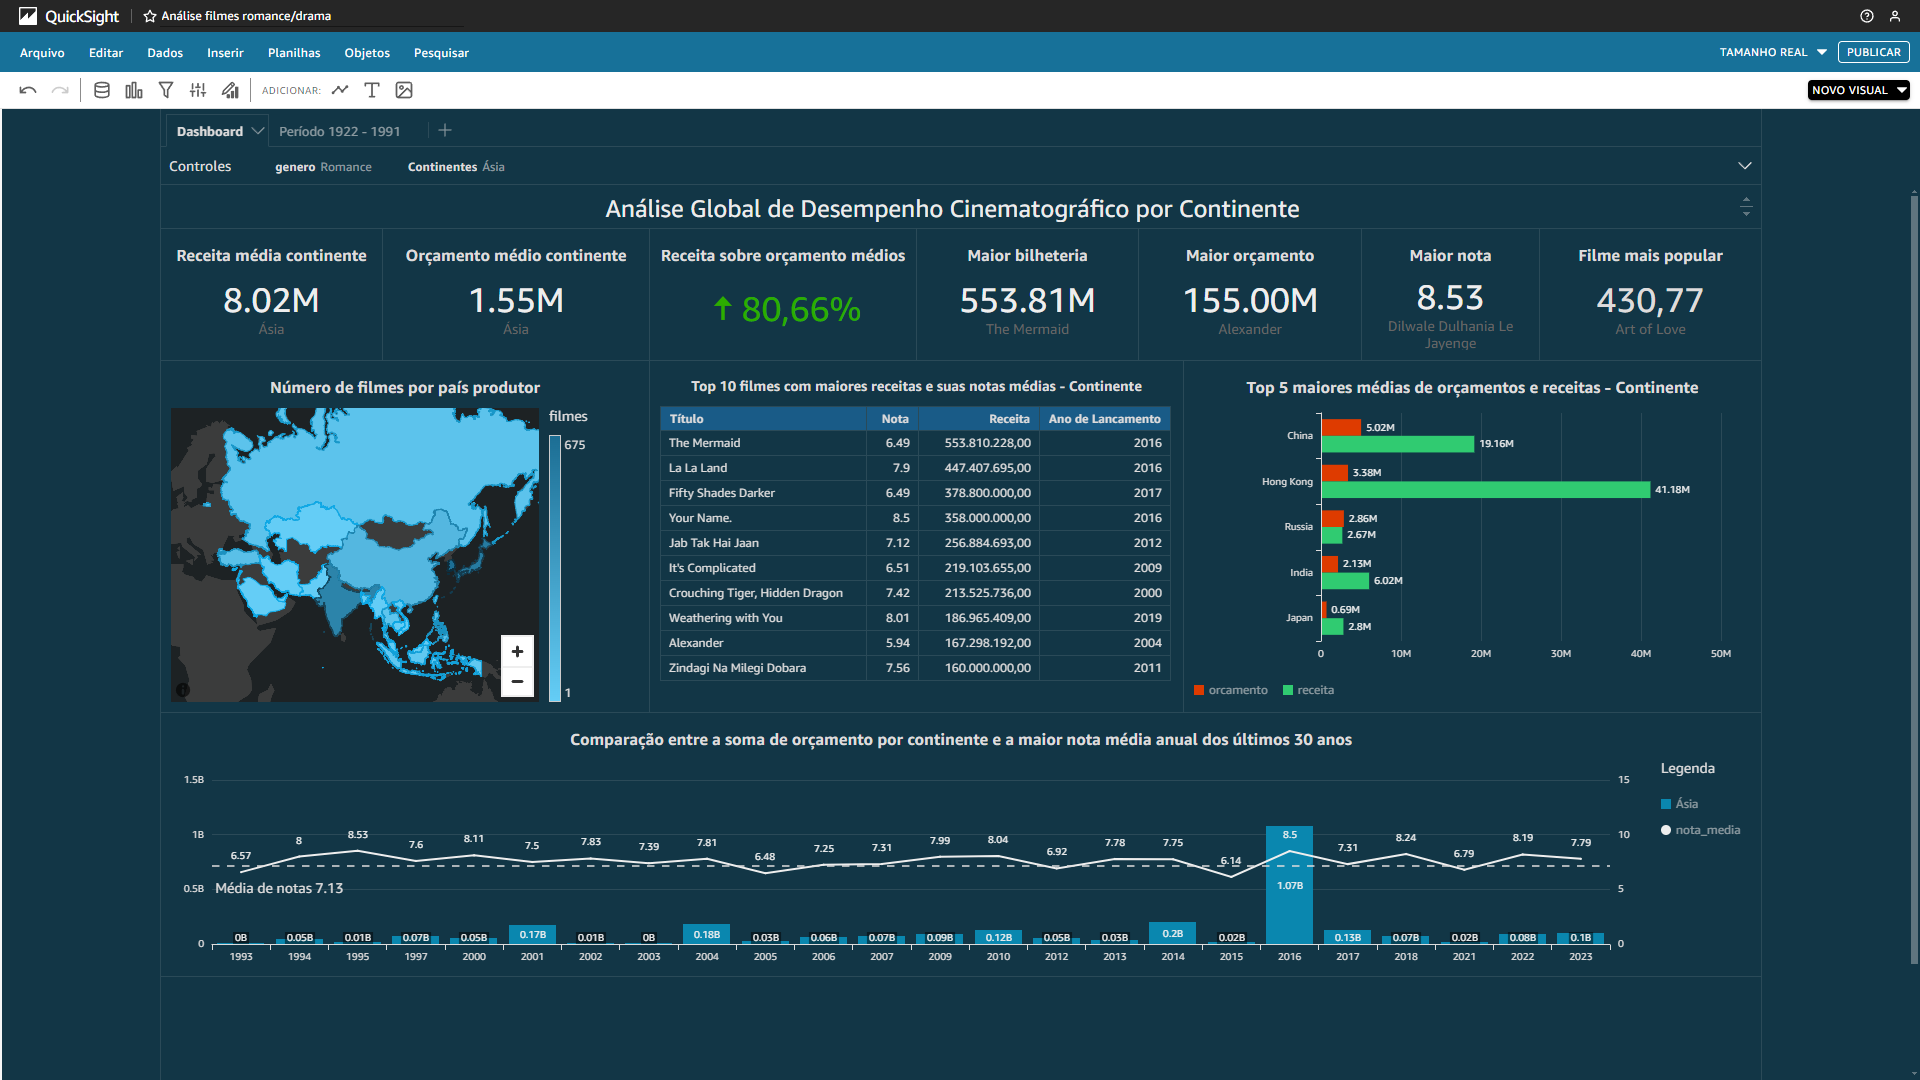 QuickSight
Análise filmes romance/drama
Arquivo Editar Dados Inserir Planilhas Objetos Pesquisar
TAMANHO REAL PUBLICAR
ADICIONAR:
NOVO VISUAL
Dashboard Período 1922 - 1991
Controles genero Romance Continentes Ásia
Análise Global de Desempenho Cinematográfico por Continente
Receita média continente
8.02M
Ásia
Orçamento médio continente
1.55M
Ásia
Receita sobre orçamento médios
80,66%
Maior bilheteria
553.81M
The Mermaid
Maior orçamento
155.00M
Alexander
Maior nota
8.53
Dilwale Dulhania Le
Jayenge
Filme mais popular
430,77
Art of Love
Número de filmes por país produtor
filmes
675
1
+
−
Top 10 filmes com maiores receitas e suas notas médias - Continente
Título Nota Receita Ano de Lancamento
The Mermaid 6.49 553.810.228,00 2016
La La Land 7.9 447.407.695,00 2016
Fifty Shades Darker 6.49 378.800.000,00 2017
Your Name. 8.5 358.000.000,00 2016
Jab Tak Hai Jaan 7.12 256.884.693,00 2012
It's Complicated 6.51 219.103.655,00 2009
Crouching Tiger, Hidden Dragon 7.42 213.525.736,00 2000
Weathering with You 8.01 186.965.409,00 2019
Alexander 5.94 167.298.192,00 2004
Zindagi Na Milegi Dobara 7.56 160.000.000,00 2011
Top 5 maiores médias de orçamentos e receitas - Continente
China 5.02M
19.16M
Hong Kong 3.38M
41.18M
Russia 2.86M
2.67M
India 2.13M
6.02M
Japan 0.69M
2.8M
0 10M 20M 30M 40M 50M
orcamento receita
Comparação entre a soma de orçamento por continente e a maior nota média anual dos últimos 30 anos
Legenda
Ásia
nota_media
1.5B
1B
0.5B
0
15
10
5
0
6.57 8 8.53 7.6 8.11 7.5 7.83 7.39 7.81 6.48 7.25 7.31 7.99 8.04 6.92 7.78 7.75 6.14 8.5 7.31 8.24 6.79 8.19 7.79
Média de notas 7.13
0B 0.05B 0.01B 0.07B 0.05B 0.17B 0.01B 0B 0.18B 0.03B 0.06B 0.07B 0.09B 0.12B 0.05B 0.03B 0.2B 0.02B 1.07B 0.13B 0.07B 0.02B 0.08B 0.1B
1993 1994 1995 1997 2000 2001 2002 2003 2004 2005 2006 2007 2009 2010 2012 2013 2014 2015 2016 2017 2018 2021 2022 2023